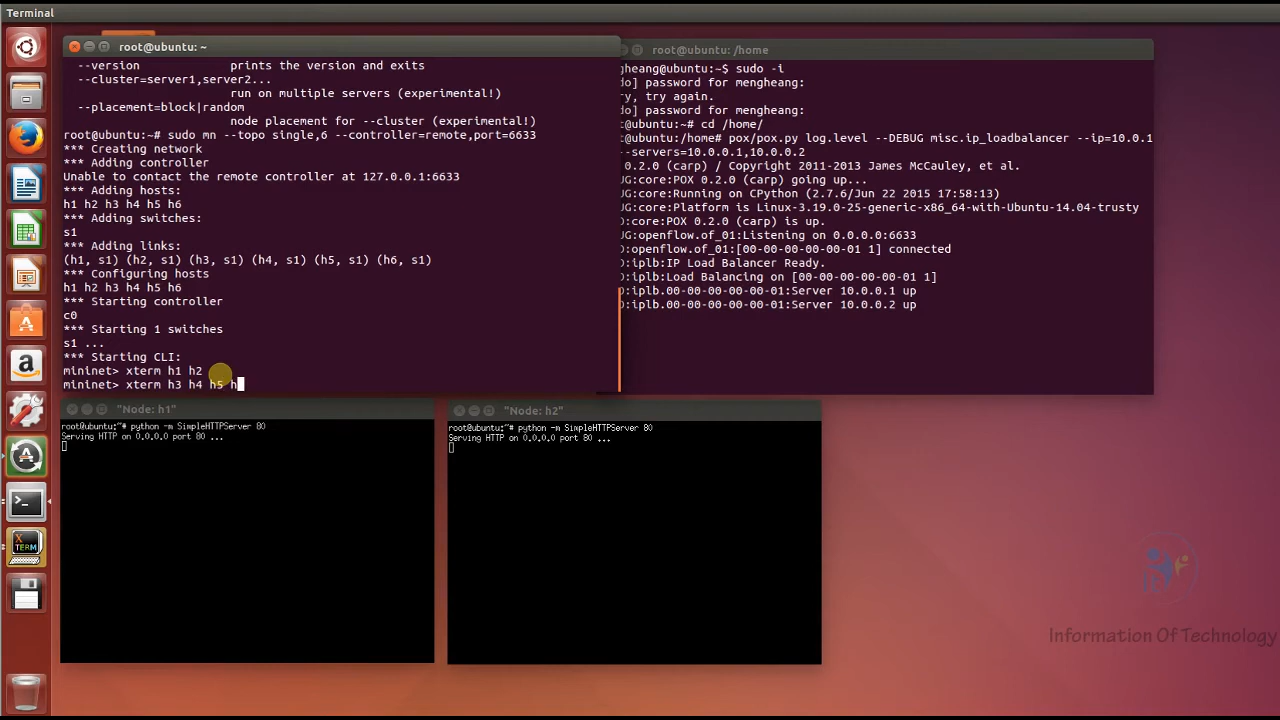 Terminal
root@ubuntu: ~
--version prints the version and exits
--cluster=server1,server2...
run on multiple servers (experimental!)
--placement=block|random
node placement for --cluster (experimental!)
root@ubuntu:~# sudo mn --topo single,6 --controller=remote,port=6633
*** Creating network
*** Adding controller
Unable to contact the remote controller at 127.0.0.1:6633
*** Adding hosts:
h1 h2 h3 h4 h5 h6
*** Adding switches:
s1
*** Adding links:
(h1, s1) (h2, s1) (h3, s1) (h4, s1) (h5, s1) (h6, s1)
*** Configuring hosts
h1 h2 h3 h4 h5 h6
*** Starting controller
c0
*** Starting 1 switches
s1 ...
*** Starting CLI:
mininet> xterm h1 h2
mininet> xterm h3 h4 h5 h
root@ubuntu: /home
gheang@ubuntu:~$ sudo -i
do] password for mengheang:
ry, try again.
do] password for mengheang:
t@ubuntu:~# cd /home/
t@ubuntu:/home# pox/pox.py log.level --DEBUG misc.ip_loadbalancer --ip=10.0.1
--servers=10.0.0.1,10.0.0.2
0.2.0 (carp) / Copyright 2011-2013 James McCauley, et al.
UG:core:POX 0.2.0 (carp) going up...
UG:core:Running on CPython (2.7.6/Jun 22 2015 17:58:13)
UG:core:Platform is Linux-3.19.0-25-generic-x86_64-with-Ubuntu-14.04-trusty
O:core:POX 0.2.0 (carp) is up.
UG:openflow.of_01:Listening on 0.0.0.0:6633
O:openflow.of_01:[00-00-00-00-00-01 1] connected
O:iplb:IP Load Balancer Ready.
O:iplb:Load Balancing on [00-00-00-00-00-01 1]
O:iplb.00-00-00-00-00-01:Server 10.0.0.1 up
O:iplb.00-00-00-00-00-01:Server 10.0.0.2 up
"Node: h1"
root@ubuntu:~# python -m SimpleHTTPServer 80
Serving HTTP on 0.0.0.0 port 80 ...
"Node: h2"
root@ubuntu:~# python -m SimpleHTTPServer 80
Serving HTTP on 0.0.0.0 port 80 ...
X
TERM
IT
Information Of Technology